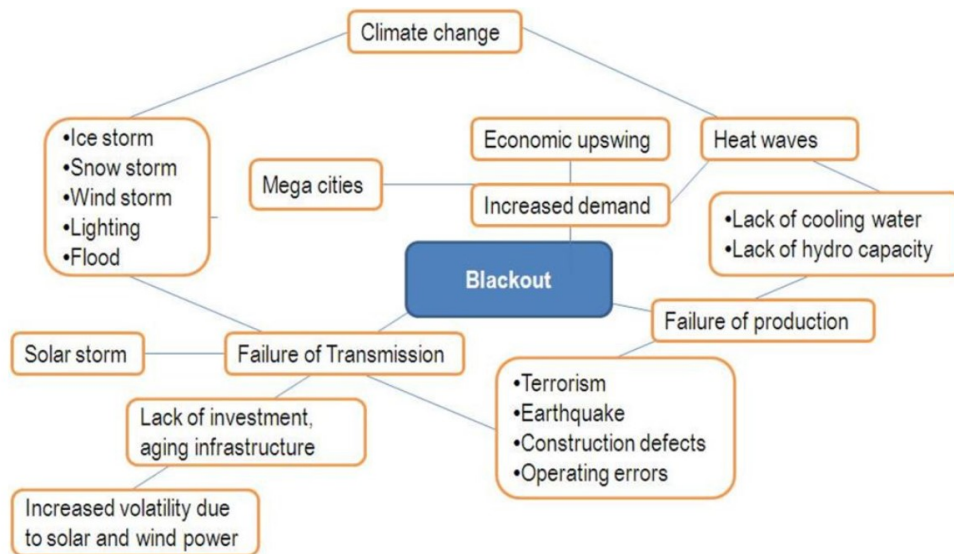 Climate change
•Ice storm
•Snow storm
•Wind storm
•Lighting
•Flood
Economic upswing
Heat waves
Mega cities
Increased demand
•Lack of cooling water
•Lack of hydro capacity
Blackout
Failure of production
Solar storm
Failure of Transmission
•Terrorism
•Earthquake
•Construction defects
•Operating errors
Lack of investment,
aging infrastructure
Increased volatility due
to solar and wind power